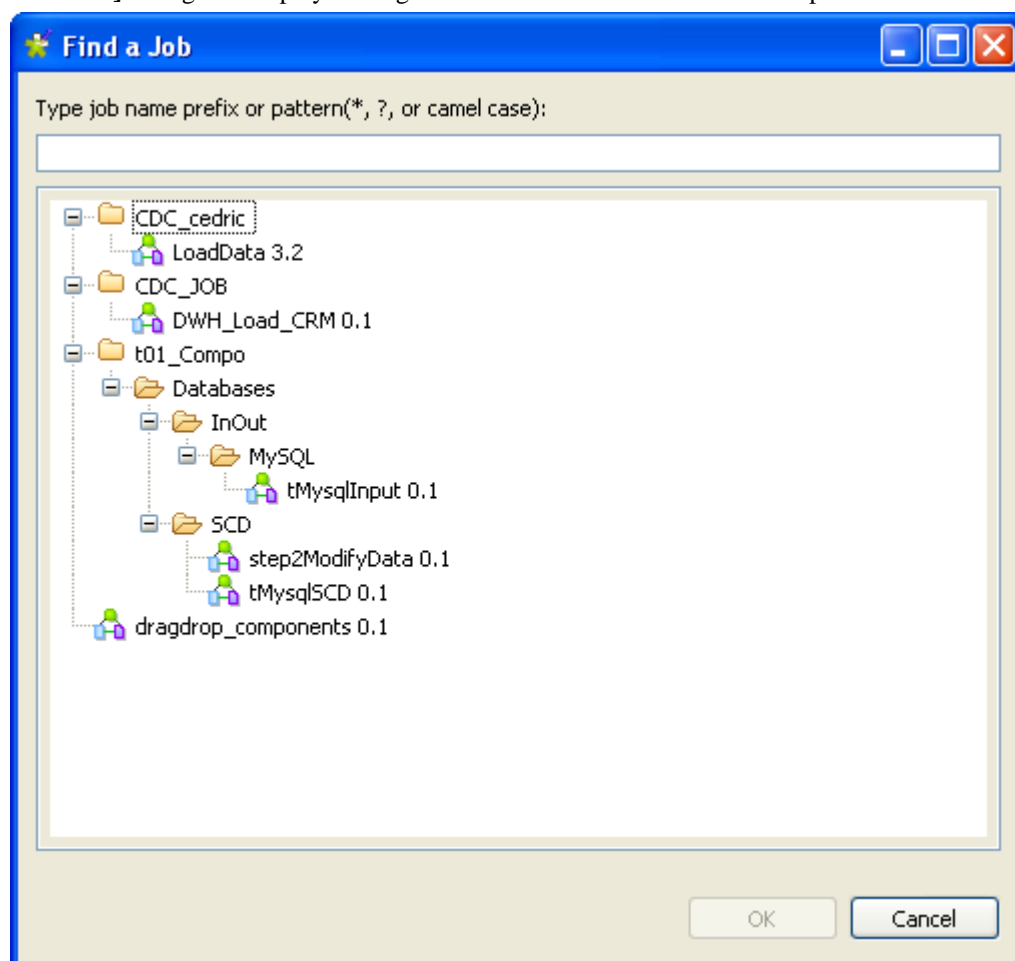 Find a Job
Type job name prefix or pattern(*, ?, or camel case):
CDC_cedric
LoadData 3.2
CDC_JOB
DWH_Load_CRM 0.1
t01_Compo
Databases
InOut
MySQL
tMysqlInput 0.1
SCD
step2ModifyData 0.1
tMysqlSCD 0.1
dragdrop_components 0.1
OK
Cancel